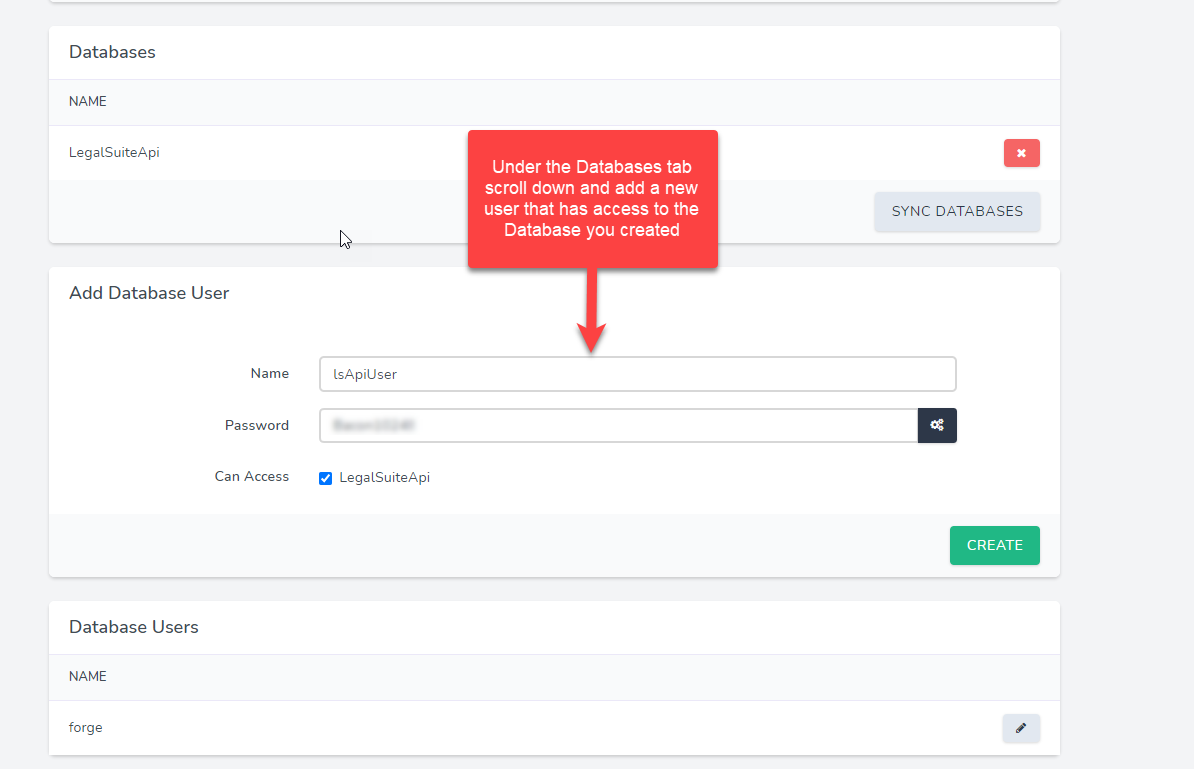 Databases
NAME
LegalSuiteApi
Under the Databases tab
scroll down and add a new
user that has access to the
Database you created
SYNC DATABASES
Add Database User
Name
lsApiUser
Password
Can Access
LegalSuiteApi
CREATE
Database Users
NAME
forge